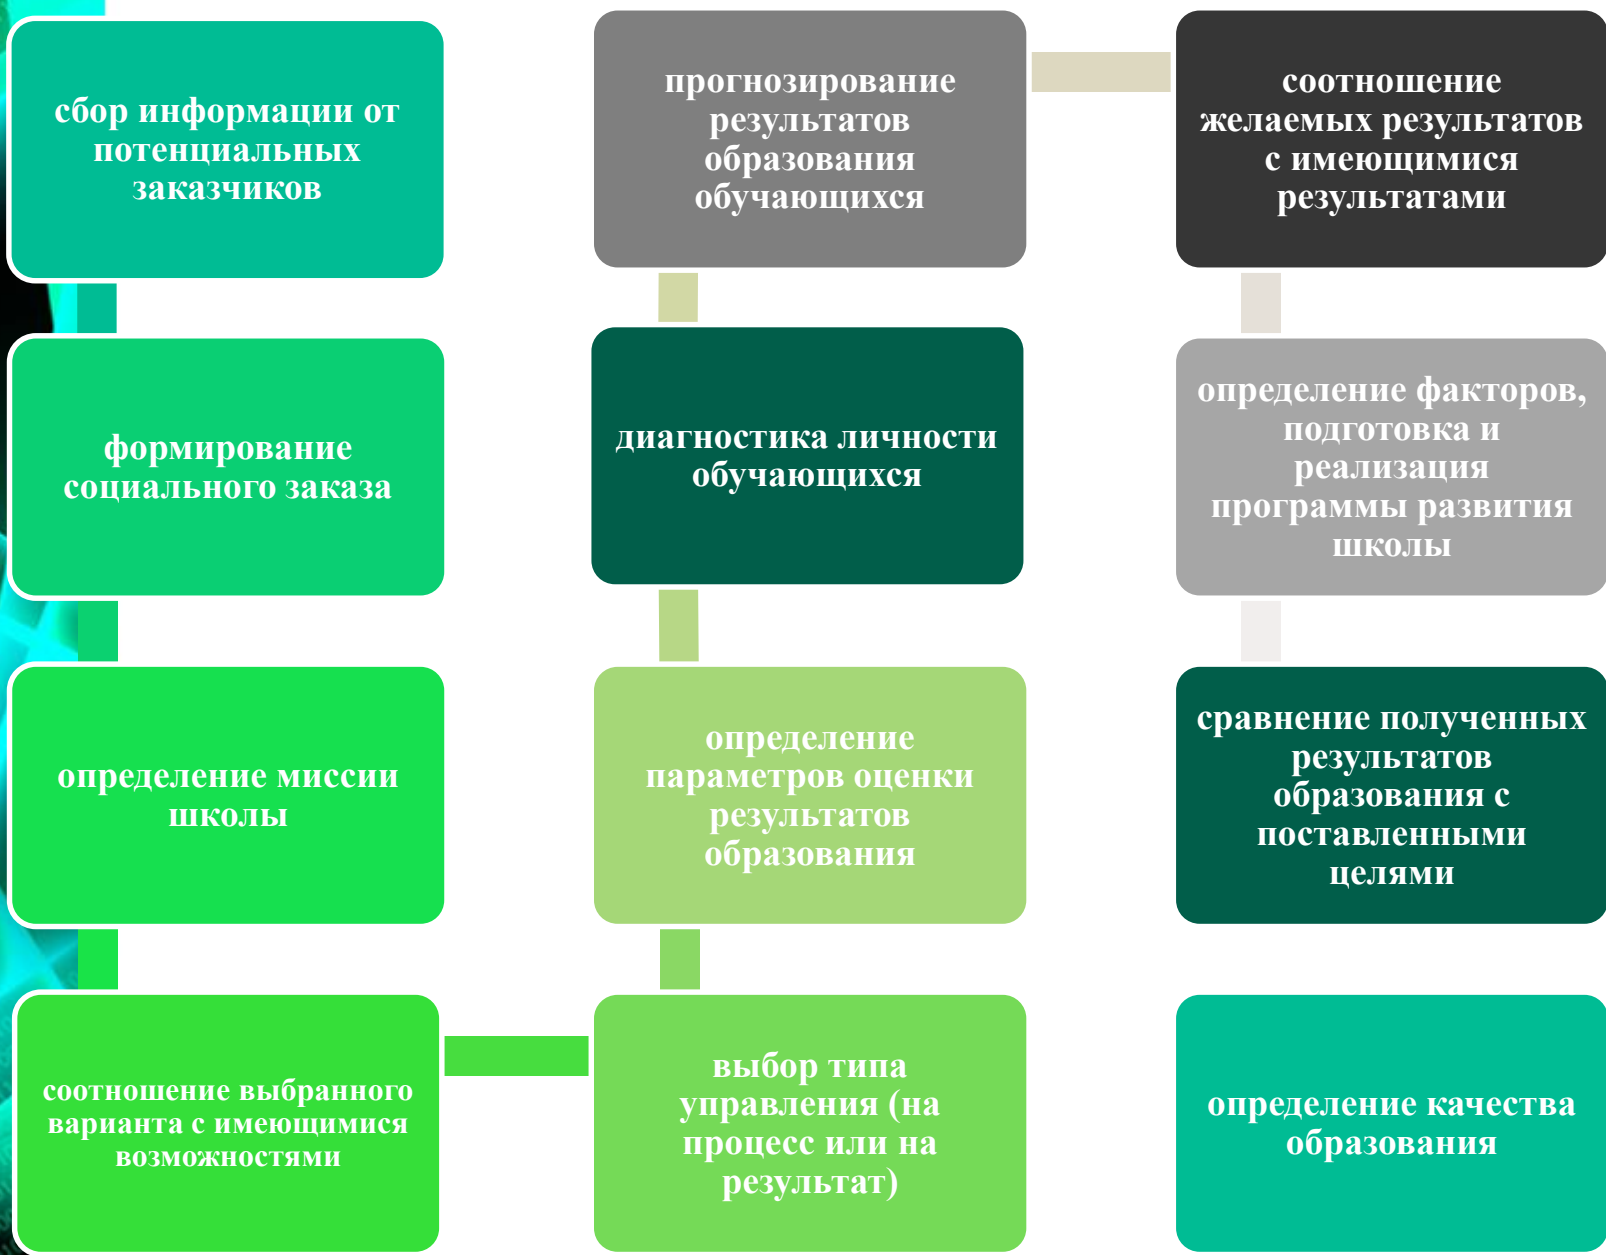 сбор информации от
потенциальных
заказчиков
формирование
социального заказа
определение миссии
школы
соотношение выбранного
варианта с имеющимися
возможностями
выбор типа
управления (на
процесс или на
результат)
определение
параметров оценки
результатов
образования
диагностика личности
обучающихся
прогнозирование
результатов
образования
обучающихся
соотношение
желаемых результатов
с имеющимися
результатами
определение факторов,
подготовка и
реализация
программы развития
школы
сравнение полученных
результатов
образования с
поставленными
целями
определение качества
образования